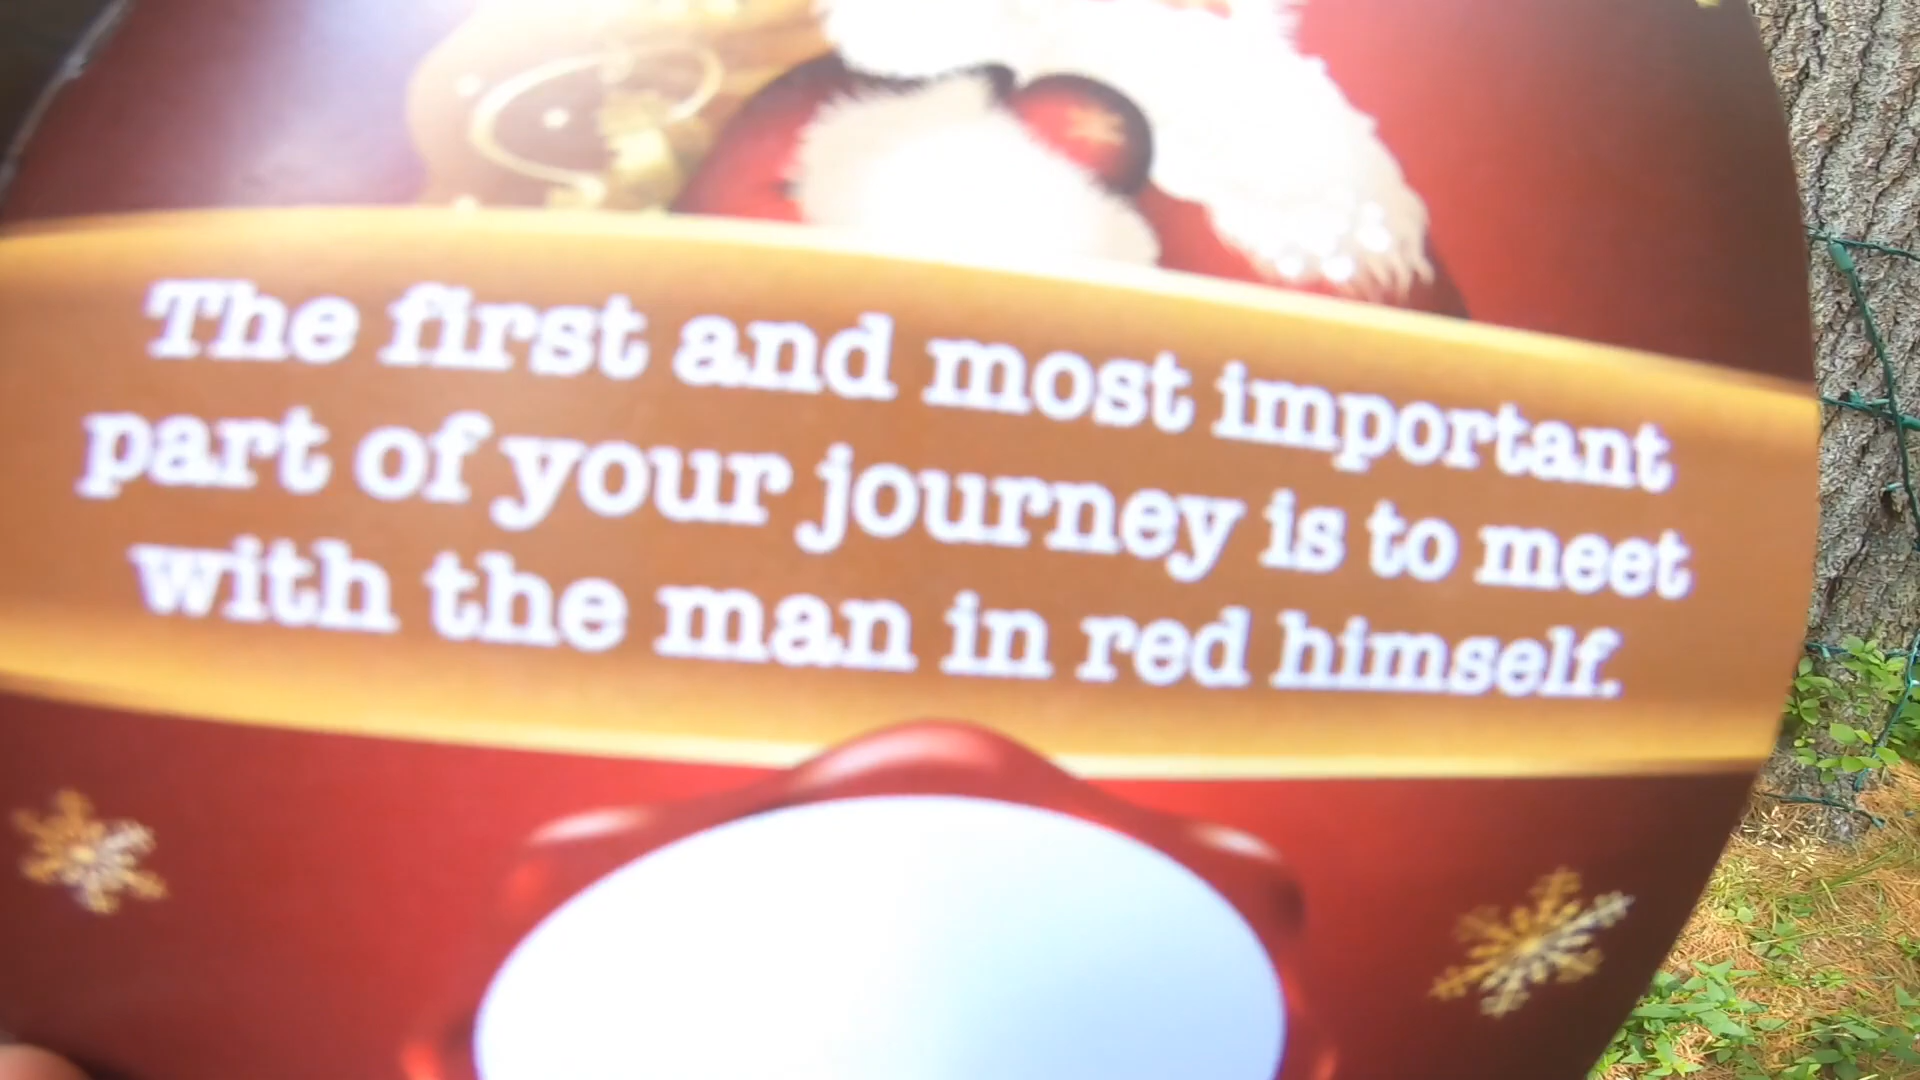 The first and most important
part of your journey is to meet
with the man in red himself.